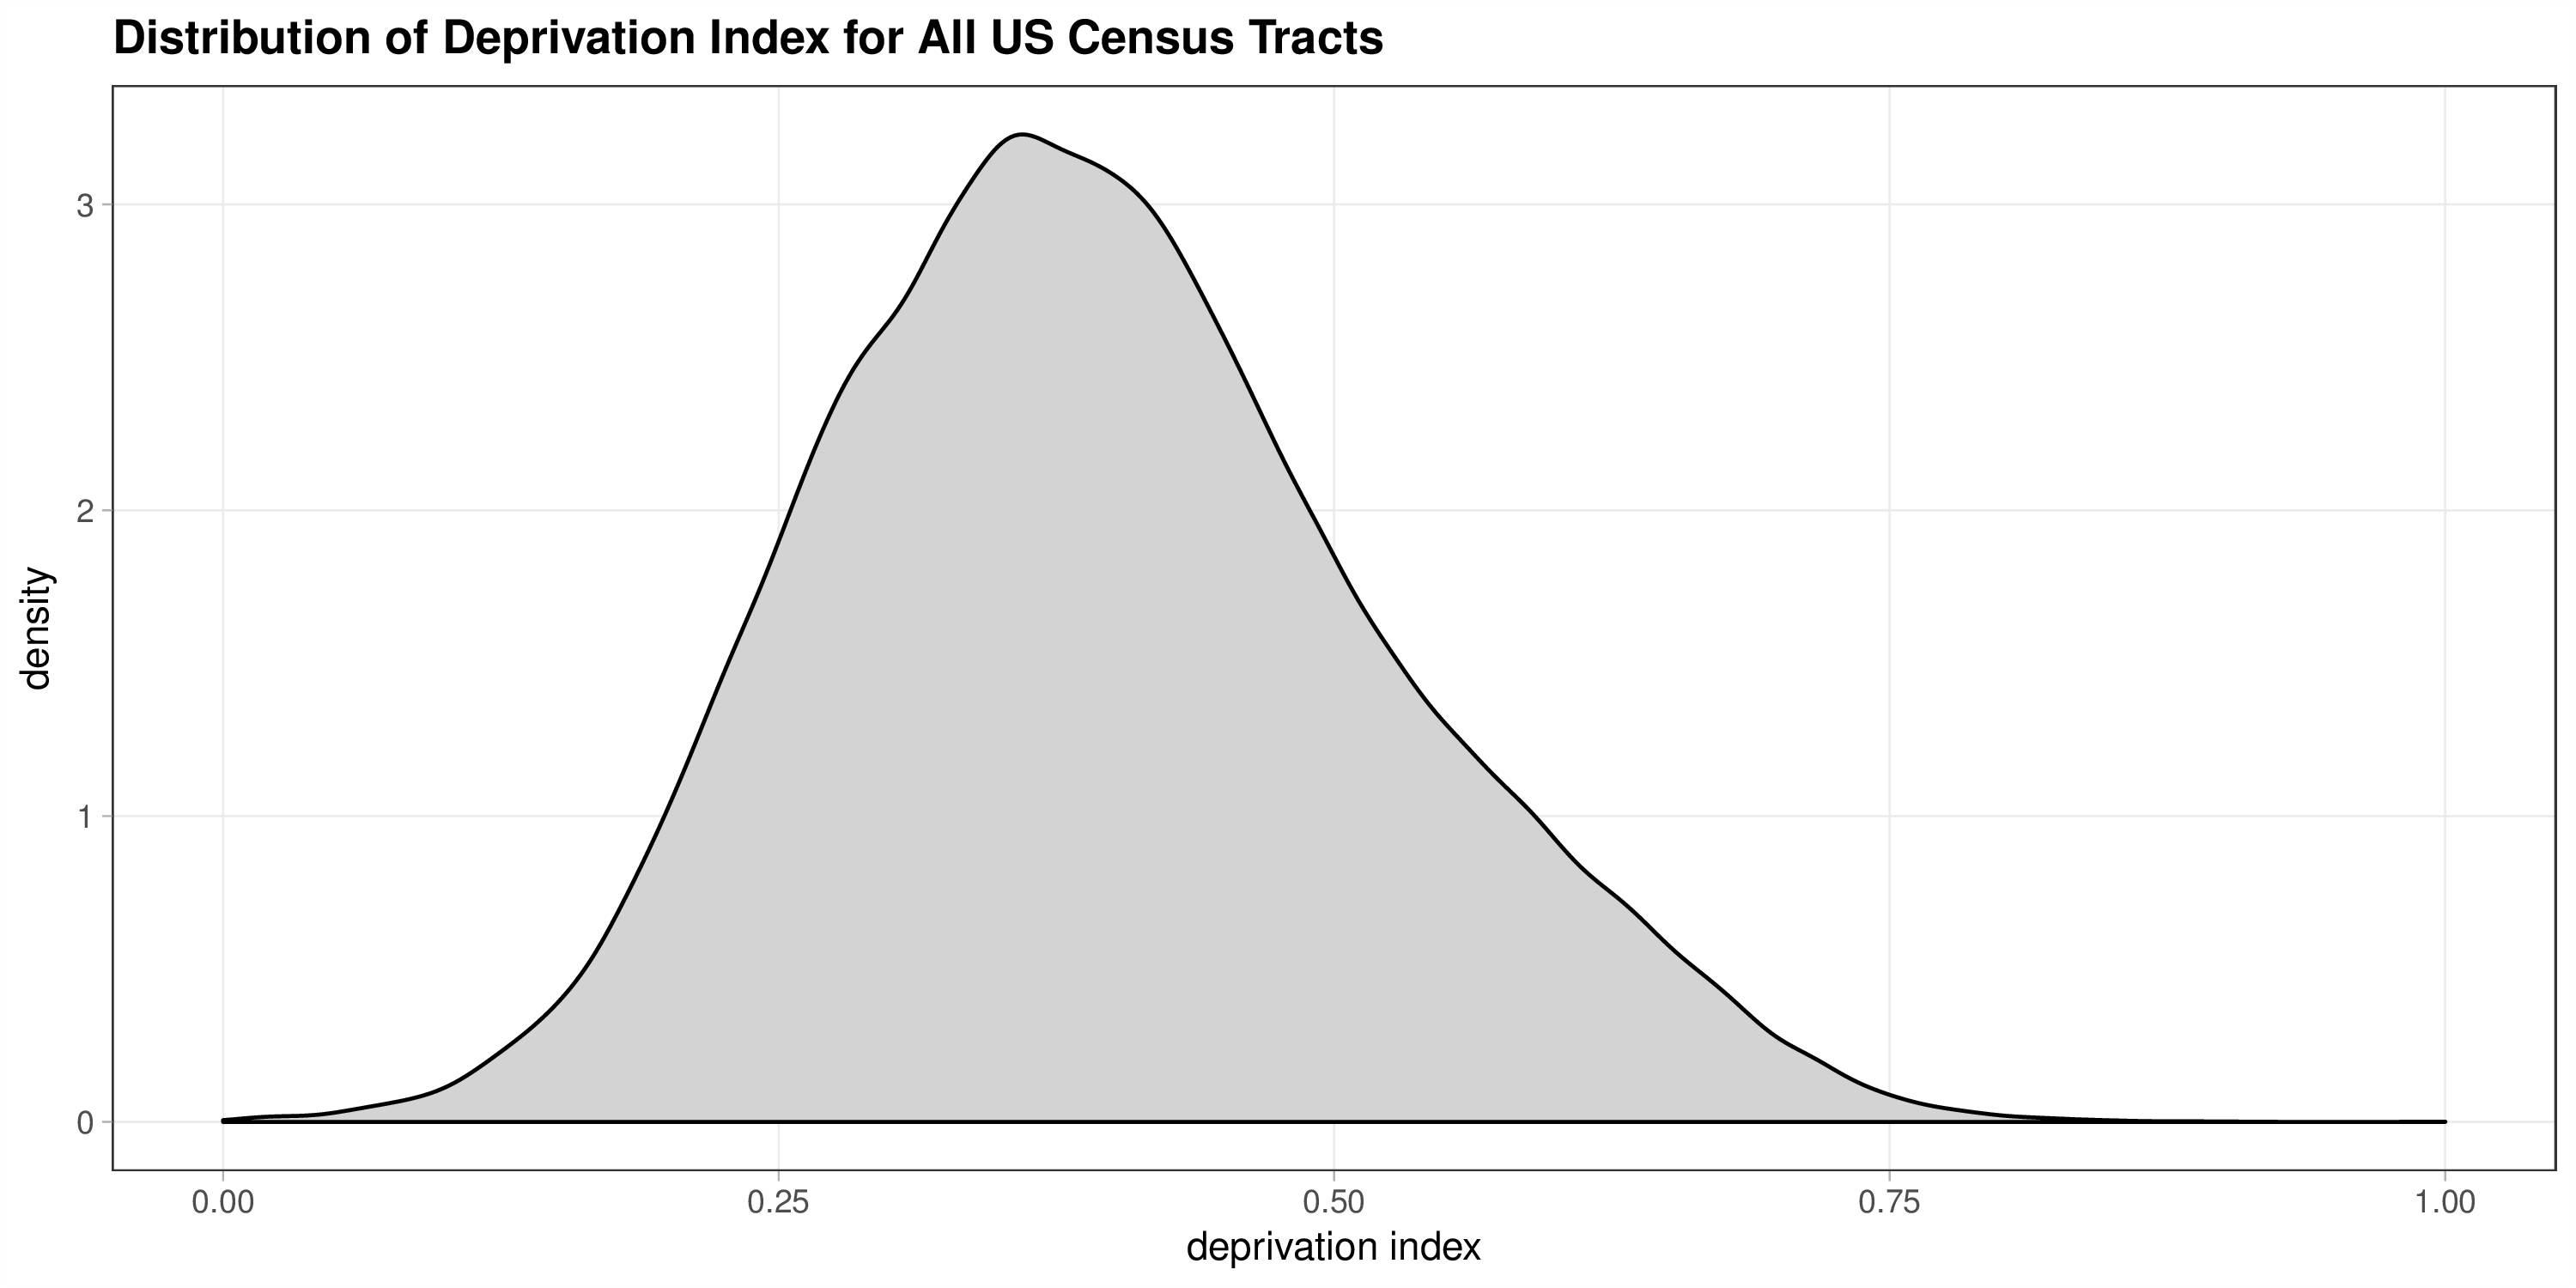 Distribution of Deprivation Index for All US Census Tracts
density
3
2
1
0
0.00 0.25 0.50 0.75 1.00
deprivation index